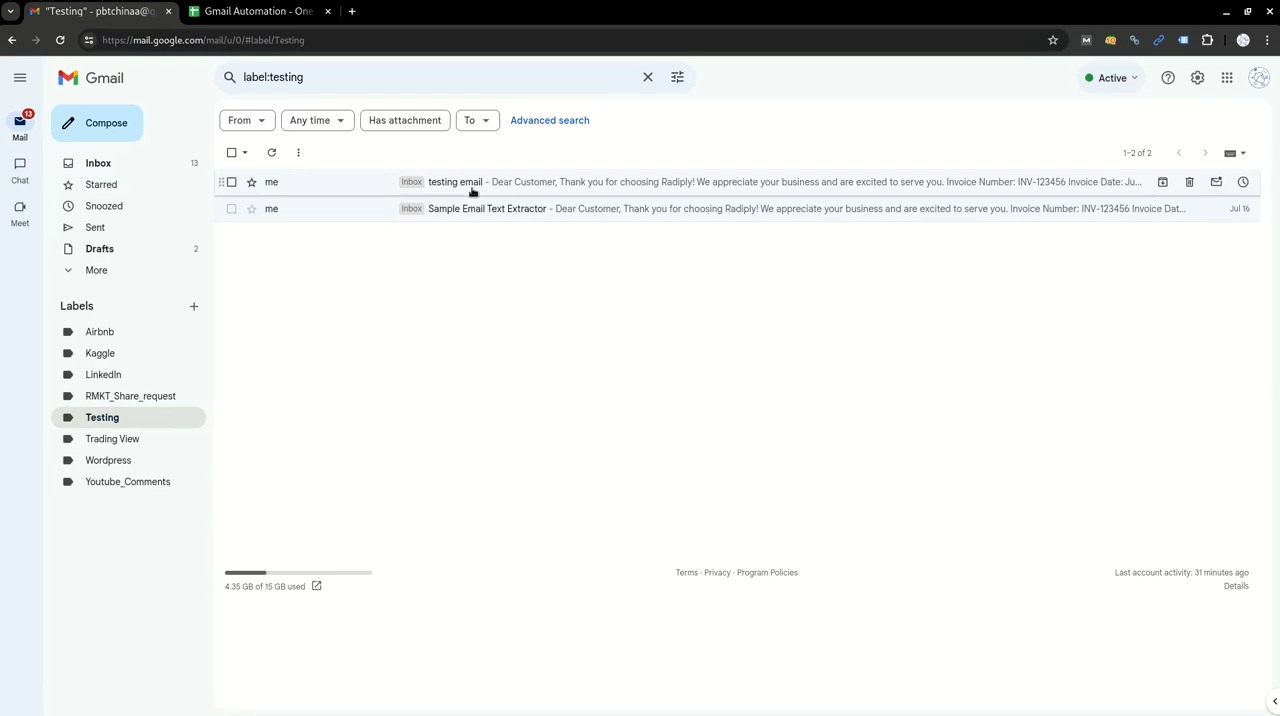 "Testing" - pbtchinaa@g
Gmail Automation - One
https://mail.google.com/mail/u/0/#label/Testing
Gmail
label:testing
Active
13
Mail
Chat
Meet
Compose
Inbox 13
Starred
Snoozed
Sent
Drafts 2
More
Labels
Airbnb
Kaggle
LinkedIn
RMKT_Share_request
Testing
Trading View
Wordpress
Youtube_Comments
From Any time Has attachment To Advanced search
1–2 of 2
me Inbox testing email - Dear Customer, Thank you for choosing Radiply! We appreciate your business and are excited to serve you. Invoice Number: INV-123456 Invoice Date: Ju...
me Inbox Sample Email Text Extractor - Dear Customer, Thank you for choosing Radiply! We appreciate your business and are excited to serve you. Invoice Number: INV-123456 Invoice Dat... Jul 16
4.35 GB of 15 GB used
Terms · Privacy · Program Policies
Last account activity: 31 minutes ago
Details